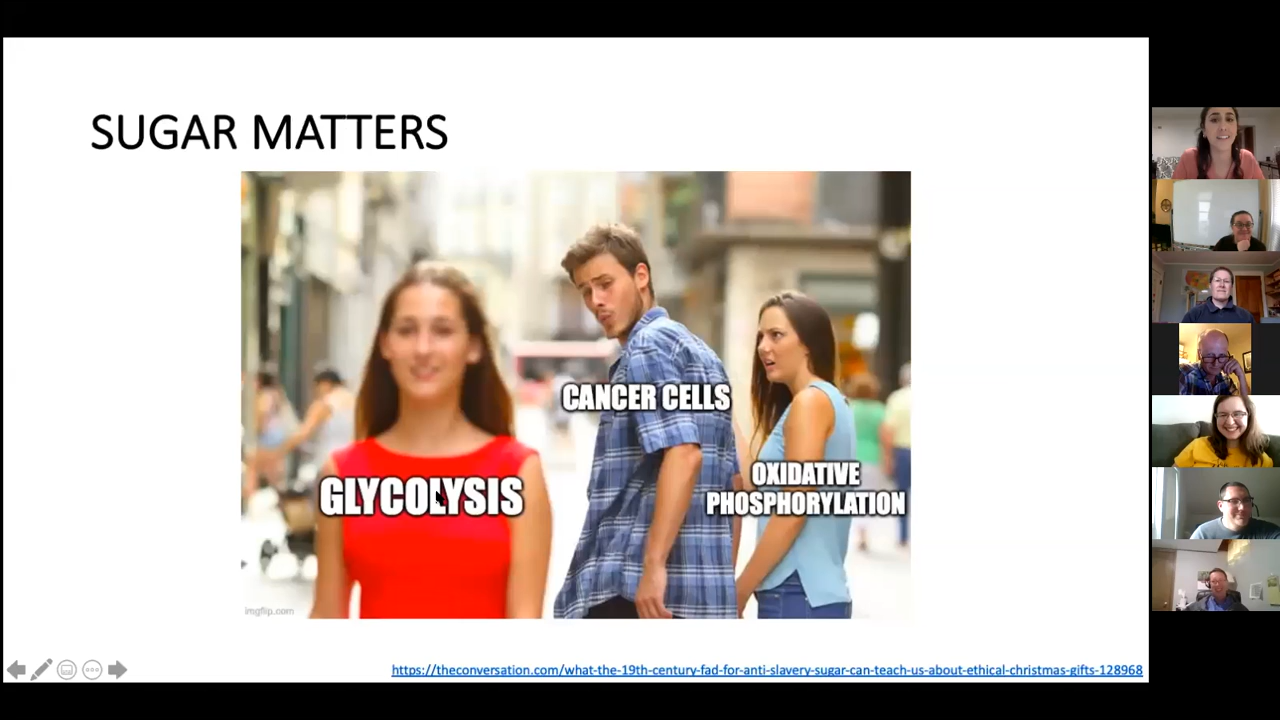 SUGAR MATTERS
CANCER CELLS
GLYCOLYSIS
OXIDATIVE
PHOSPHORYLATION
imgflip.com
https://theconversation.com/what-the-19th-century-fad-for-anti-slavery-sugar-can-teach-us-about-ethical-christmas-gifts-128968